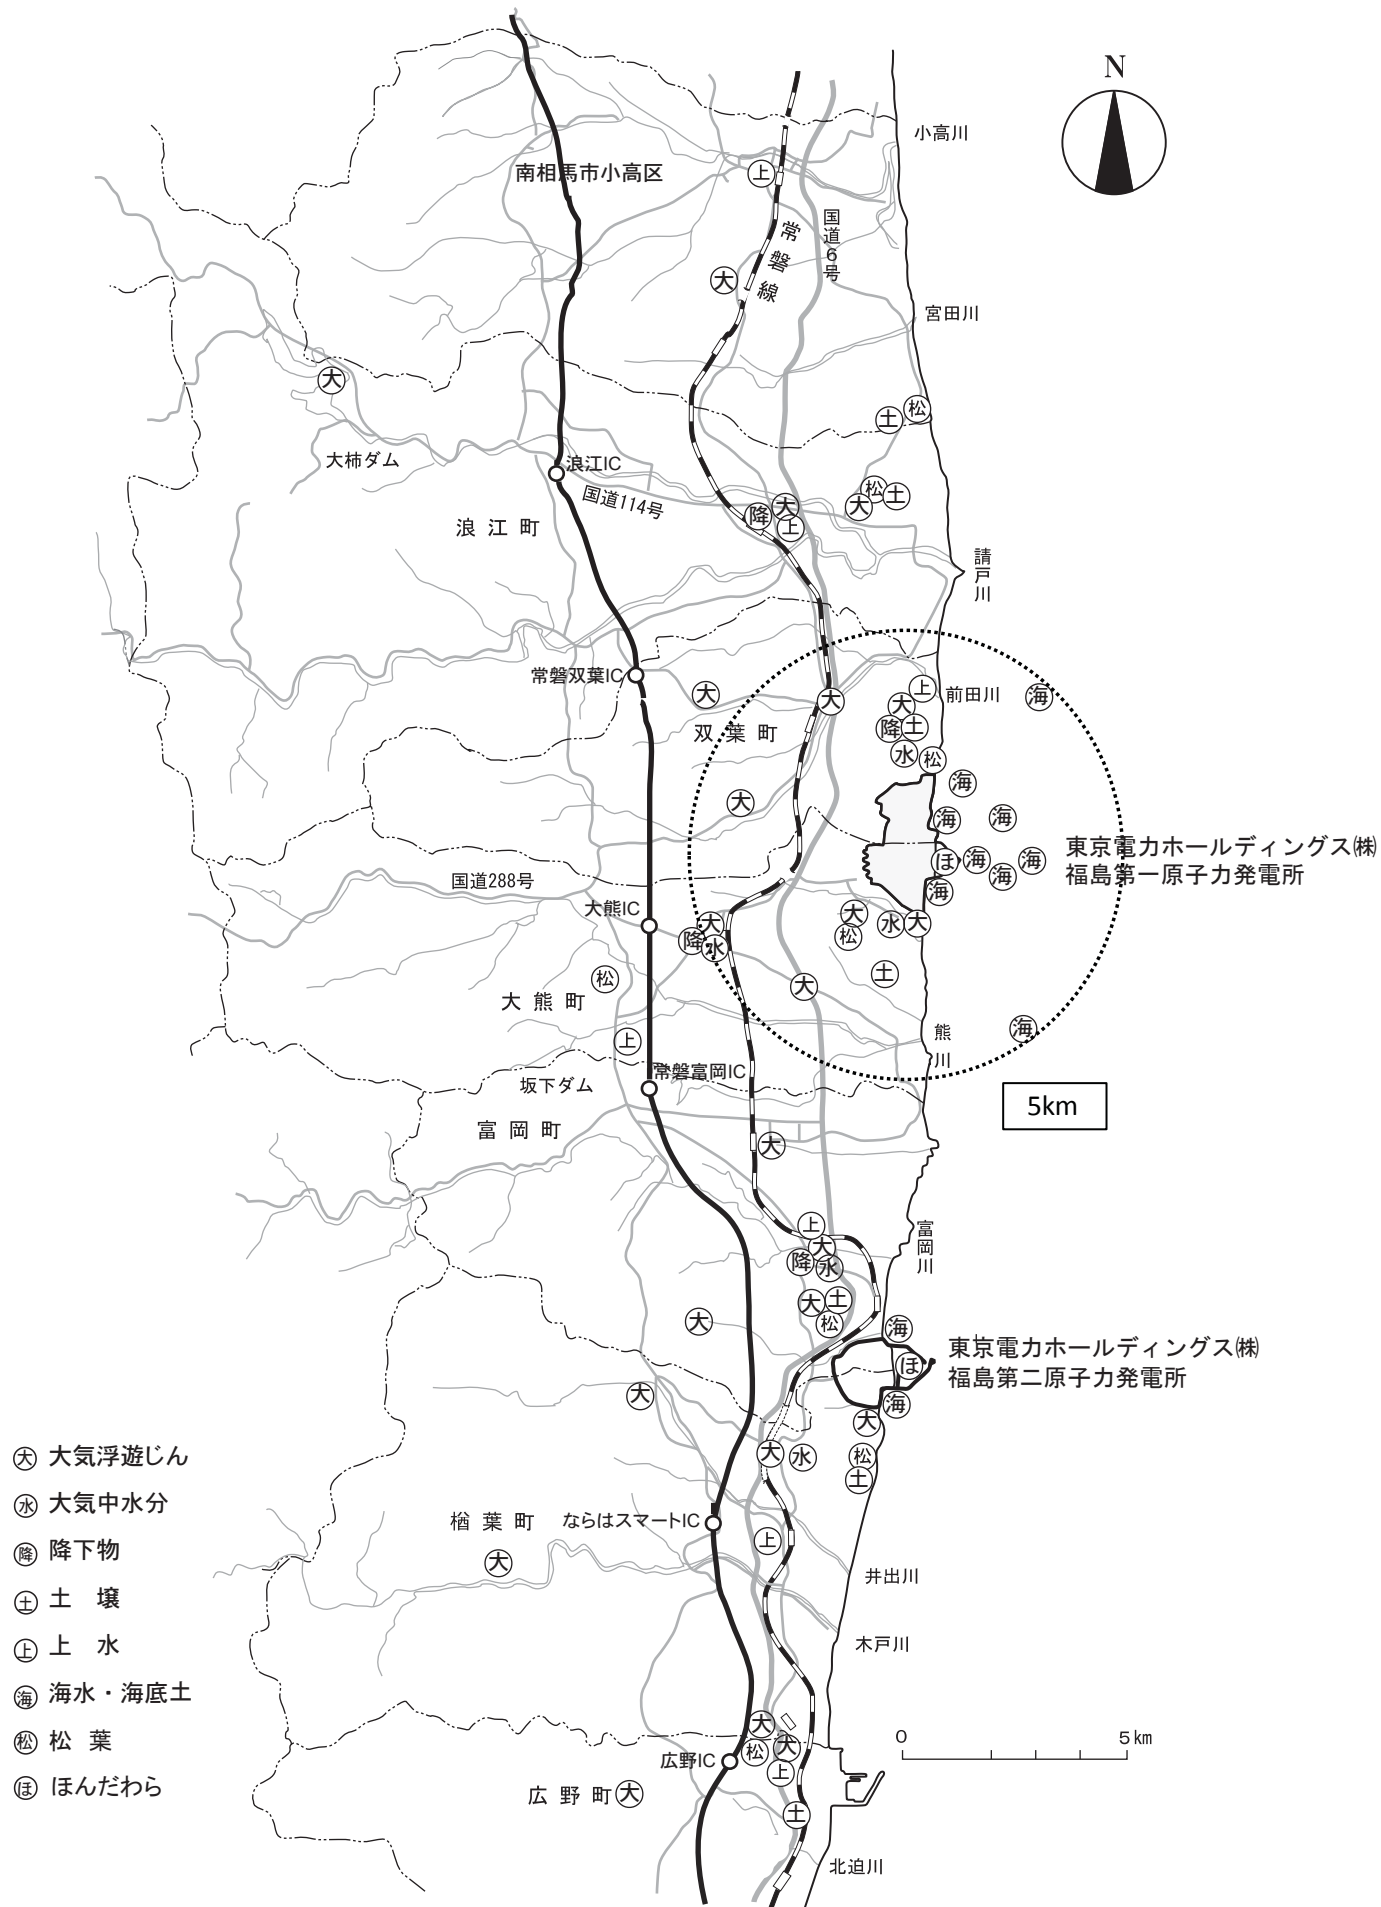 N
小高川
南相馬市小高区
上
国道6号
常磐線
大
宮田川
大
松
土
大柿ダム
浪江IC
国道114号
松
土
大
大
降
上
浪江町
請戸川
常磐双葉IC
大
大
上
前田川
海
大
双葉町
降
土
水
松
海
大
海
海
東京電力ホールディングス㈱
福島第一原子力発電所
ほ
海
海
海
海
国道288号
大熊IC
大
降
水
大
松
水
大
松
土
大
大熊町
上
熊川
海
常磐富岡IC
坂下ダム
5km
富岡町
大
上
富岡川
大
降
水
大
土
松
大
海
東京電力ホールディングス㈱
福島第二原子力発電所
ほ
大
海
大
大
水
松
土
楢葉町
ならはスマートIC
上
大
井出川
木戸川
大
大
松
上
広野IC
0
5km
広野町
大
土
北迫川
大 大気浮遊じん
水 大気中水分
降 降下物
土 土 壌
上 上 水
海 海水・海底土
松 松 葉
ほ ほんだわら